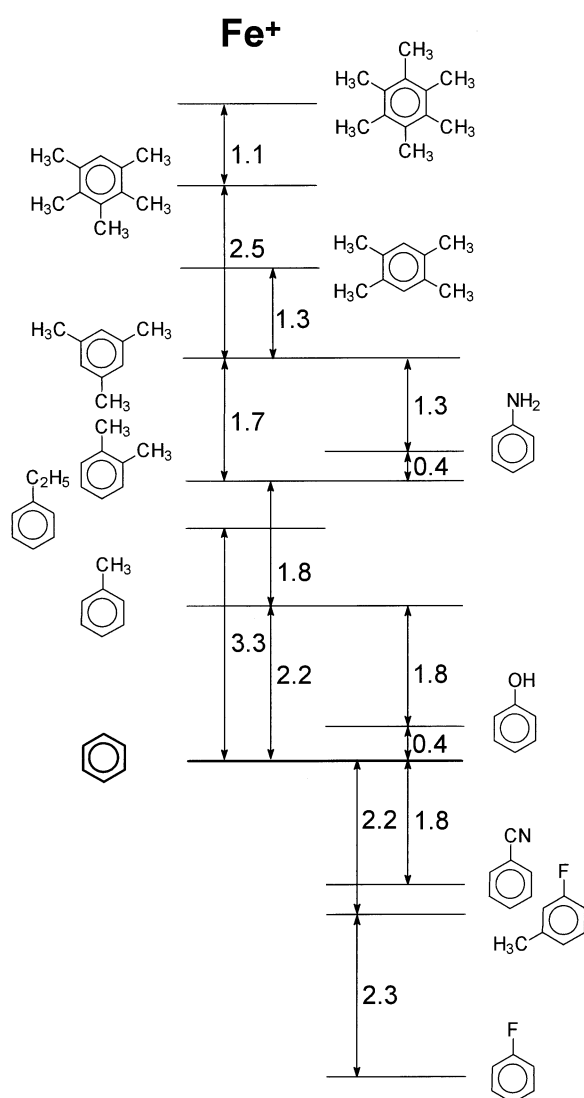 Fe⁺
CH₃
H₃C CH₃
H₃C CH₃
CH₃
1.1
H₃C CH₃
H₃C CH₃
CH₃
2.5
H₃C CH₃
H₃C CH₃
1.3
H₃C CH₃
CH₃
1.7
1.3
NH₂
CH₃
CH₃
0.4
C₂H₅
1.8
CH₃
3.3
2.2
1.8
OH
0.4
2.2
1.8
CN
F
H₃C
2.3
F